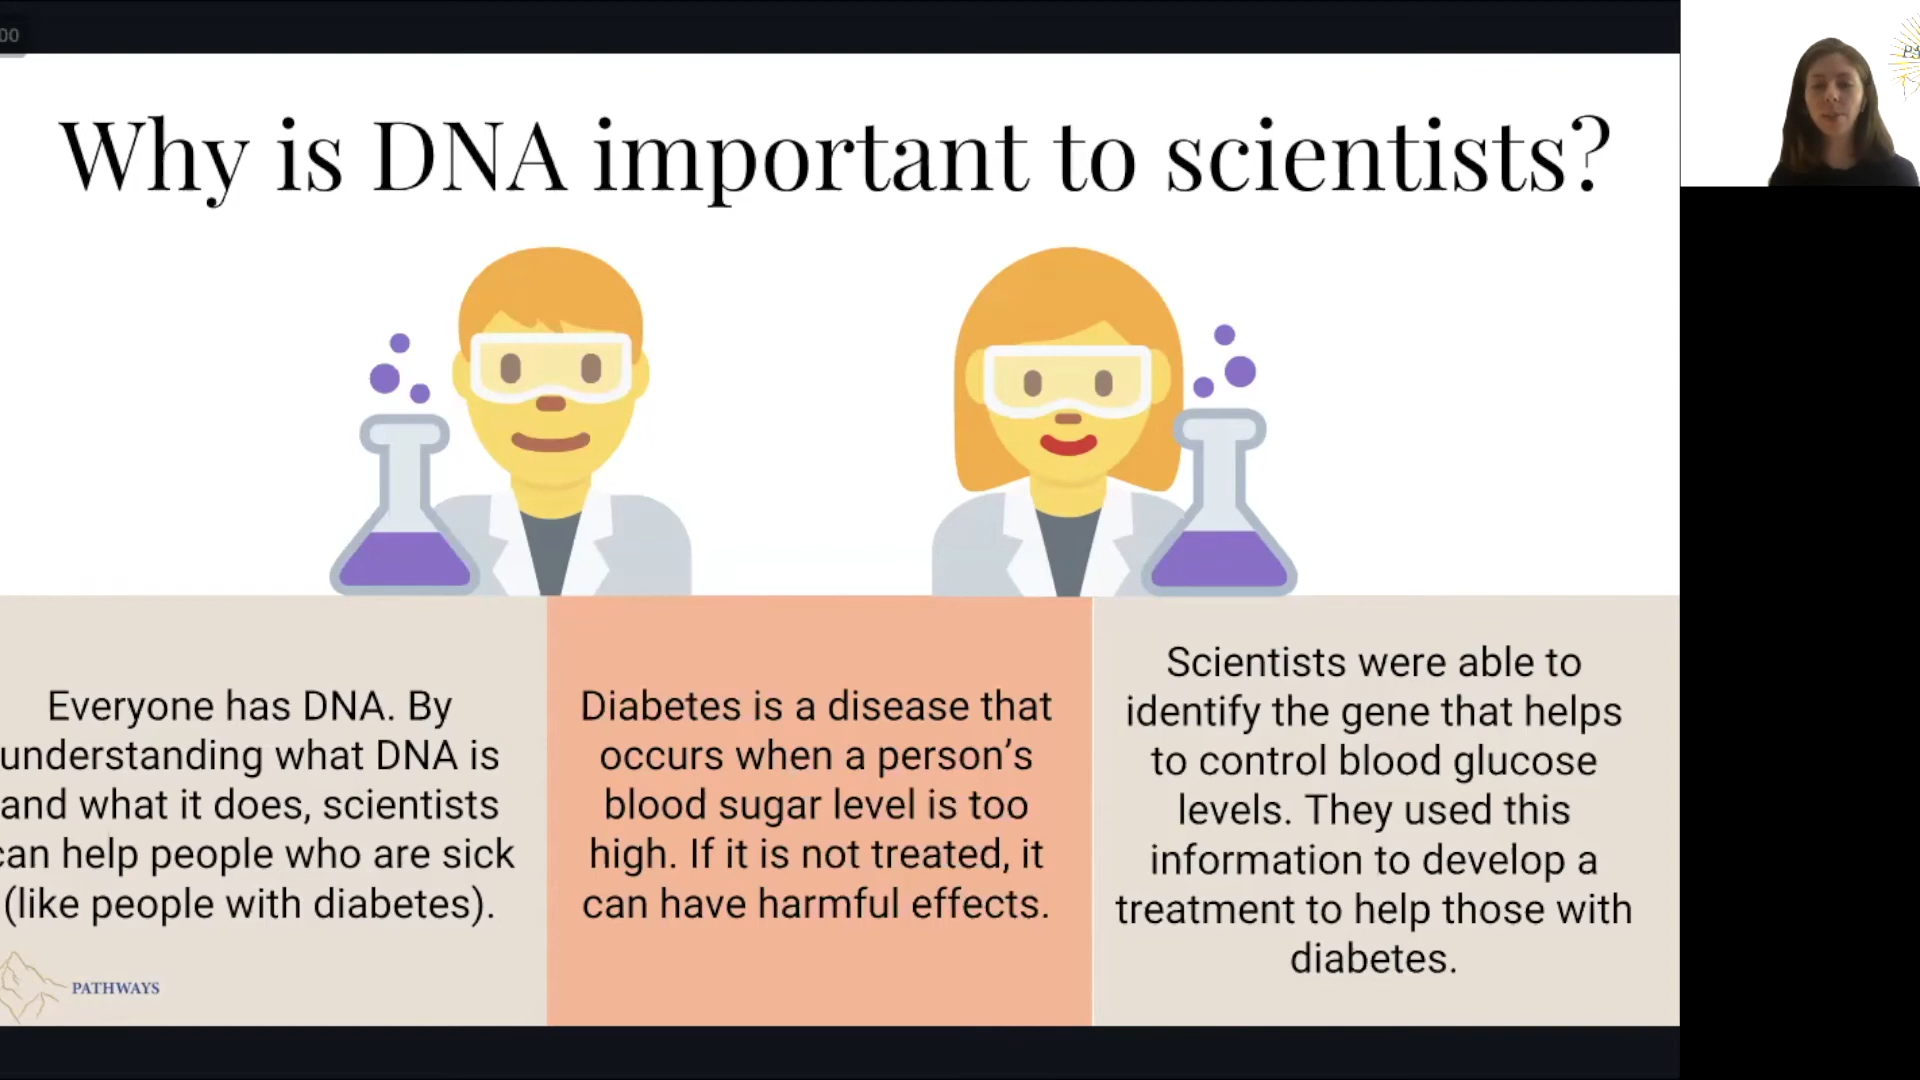 00
Why is DNA important to scientists?
Everyone has DNA. By
understanding what DNA is
and what it does, scientists
can help people who are sick
(like people with diabetes).
Diabetes is a disease that
occurs when a person’s
blood sugar level is too
high. If it is not treated, it
can have harmful effects.
Scientists were able to
identify the gene that helps
to control blood glucose
levels. They used this
information to develop a
treatment to help those with
diabetes.
PATHWAYS